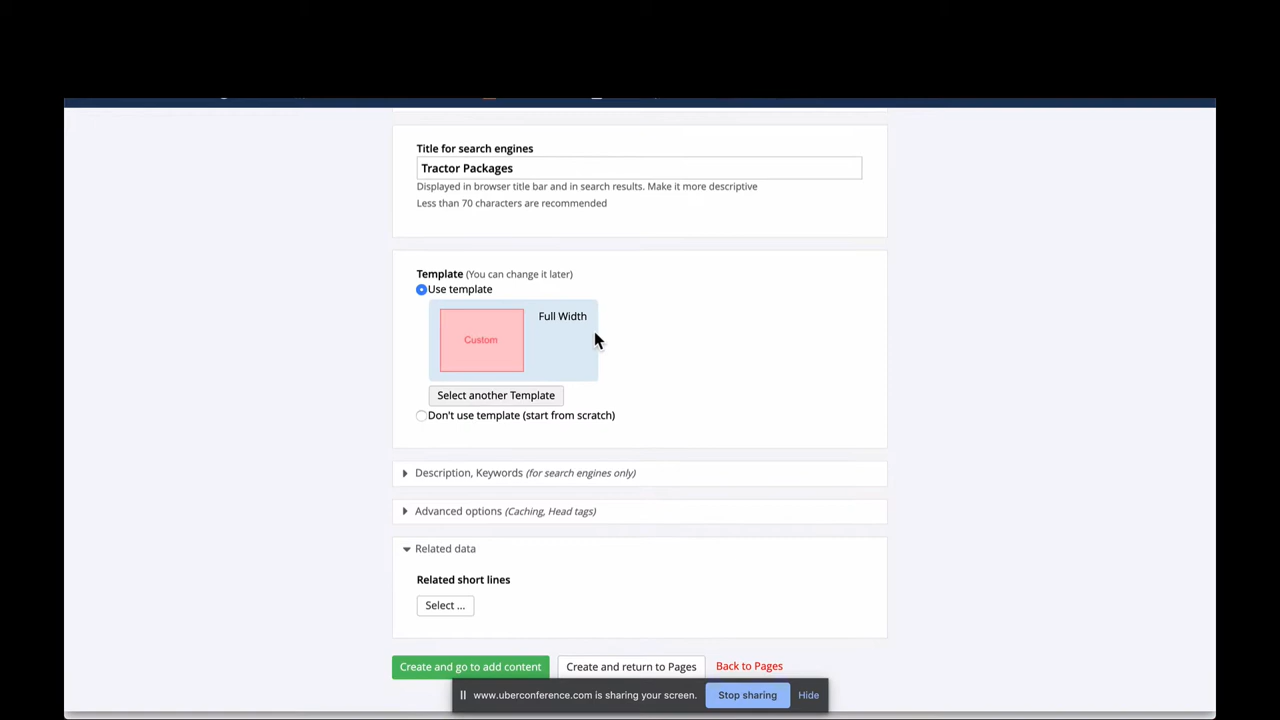 Title for search engines
Tractor Packages
Displayed in browser title bar and in search results. Make it more descriptive
Less than 70 characters are recommended
Template (You can change it later)
Use template
Custom
Full Width
Select another Template
Don't use template (start from scratch)
Description, Keywords (for search engines only)
Advanced options (Caching, Head tags)
Related data
Related short lines
Select ...
Create and go to add content
Create and return to Pages
Back to Pages
www.uberconference.com is sharing your screen.
Stop sharing
Hide